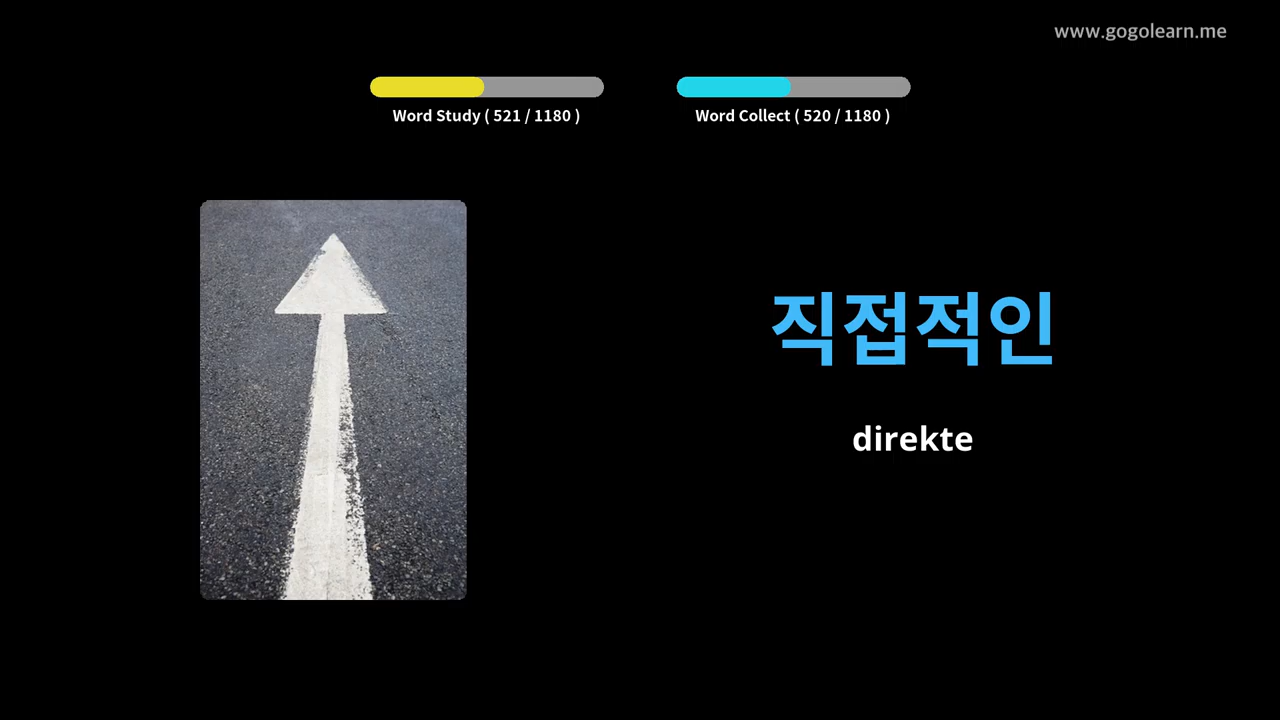 www.gogolearn.me
Word Study ( 521 / 1180 )
Word Collect ( 520 / 1180 )
직접적인
direkte